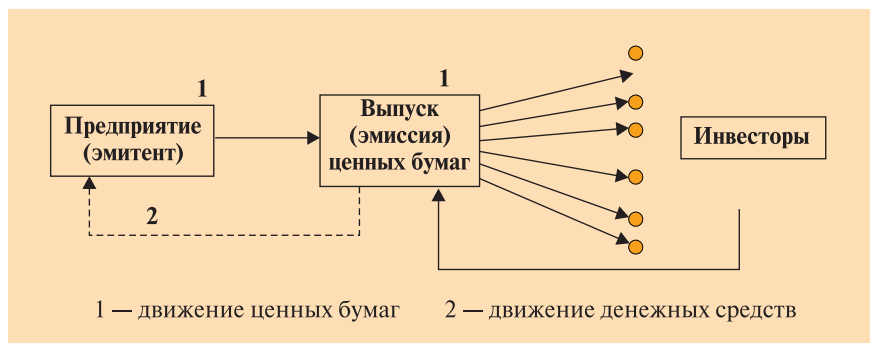 1
1
Предприятие
(эмитент)
Выпуск
(эмиссия)
ценных бумаг
Инвесторы
2
1 — движение ценных бумаг
2 — движение денежных средств